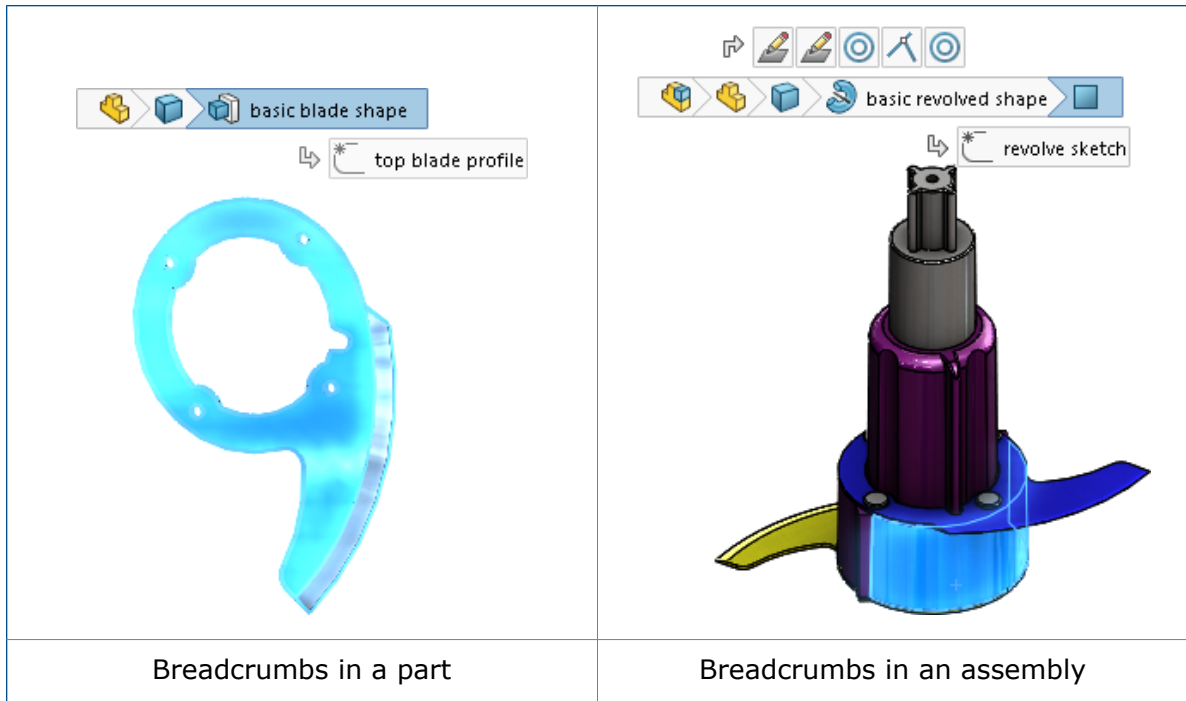 basic blade shape
top blade profile
basic revolved shape
revolve sketch
Breadcrumbs in a part
Breadcrumbs in an assembly